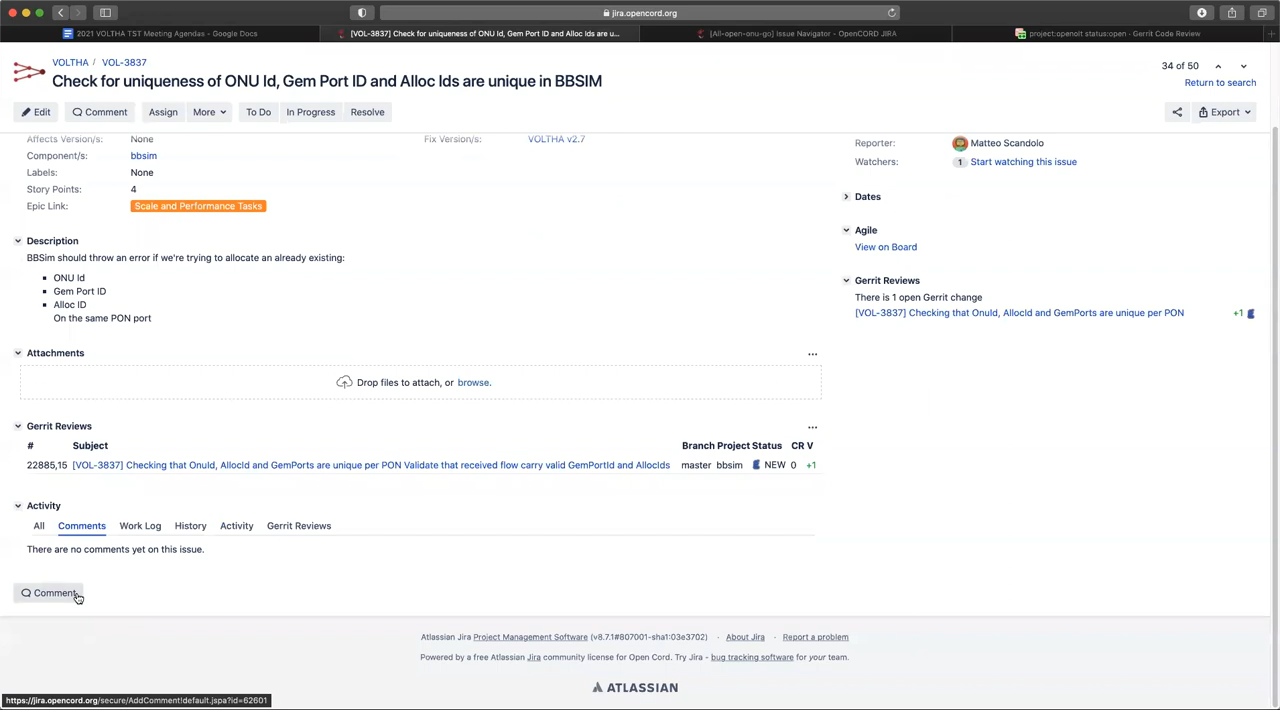 jira.opencord.org
2021 VOLTHA TST Meeting Agendas - Google Docs
[VOL-3837] Check for uniqueness of ONU Id, Gem Port ID and Alloc Ids are u...
[All-open-onu-go] Issue Navigator - OpenCORD JIRA
project:openolt status:open · Gerrit Code Review
VOLTHA / VOL-3837
34 of 50
Check for uniqueness of ONU Id, Gem Port ID and Alloc Ids are unique in BBSIM
Return to search
Edit Comment Assign More To Do In Progress Resolve Export
Affects Version/s: None Fix Version/s: VOLTHA v2.7
Component/s: bbsim
Labels: None
Story Points: 4
Epic Link: Scale and Performance Tasks
Reporter: Matteo Scandolo
Watchers: 1 Start watching this issue
Dates
Agile
View on Board
Gerrit Reviews
There is 1 open Gerrit change
[VOL-3837] Checking that OnuId, AllocId and GemPorts are unique per PON +1
Description
BBSim should throw an error if we're trying to allocate an already existing:
ONU Id
Gem Port ID
Alloc ID
On the same PON port
Attachments
Drop files to attach, or browse.
Gerrit Reviews
# Subject Branch Project Status CR V
22885,15 [VOL-3837] Checking that OnuId, AllocId and GemPorts are unique per PON Validate that received flow carry valid GemPortId and AllocIds master bbsim NEW 0 +1
Activity
All Comments Work Log History Activity Gerrit Reviews
There are no comments yet on this issue.
Comment
Atlassian Jira Project Management Software (v8.7.1#807001-sha1:03e3702) · About Jira · Report a problem
Powered by a free Atlassian Jira community license for Open Cord. Try Jira - bug tracking software for your team.
ATLASSIAN
https://jira.opencord.org/secure/AddComment!default.jspa?id=62601